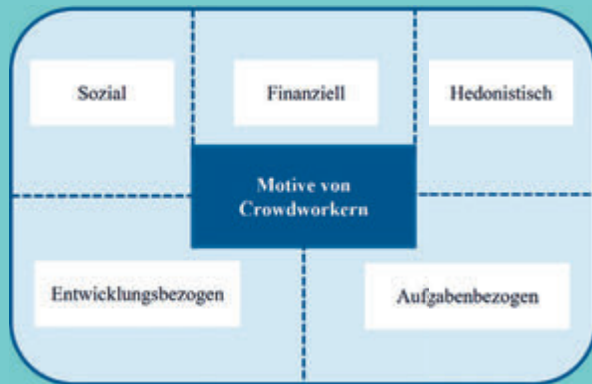 Sozial
Finanziell
Hedonistisch
Motive von
Crowdworkern
Entwicklungsbezogen
Aufgabenbezogen